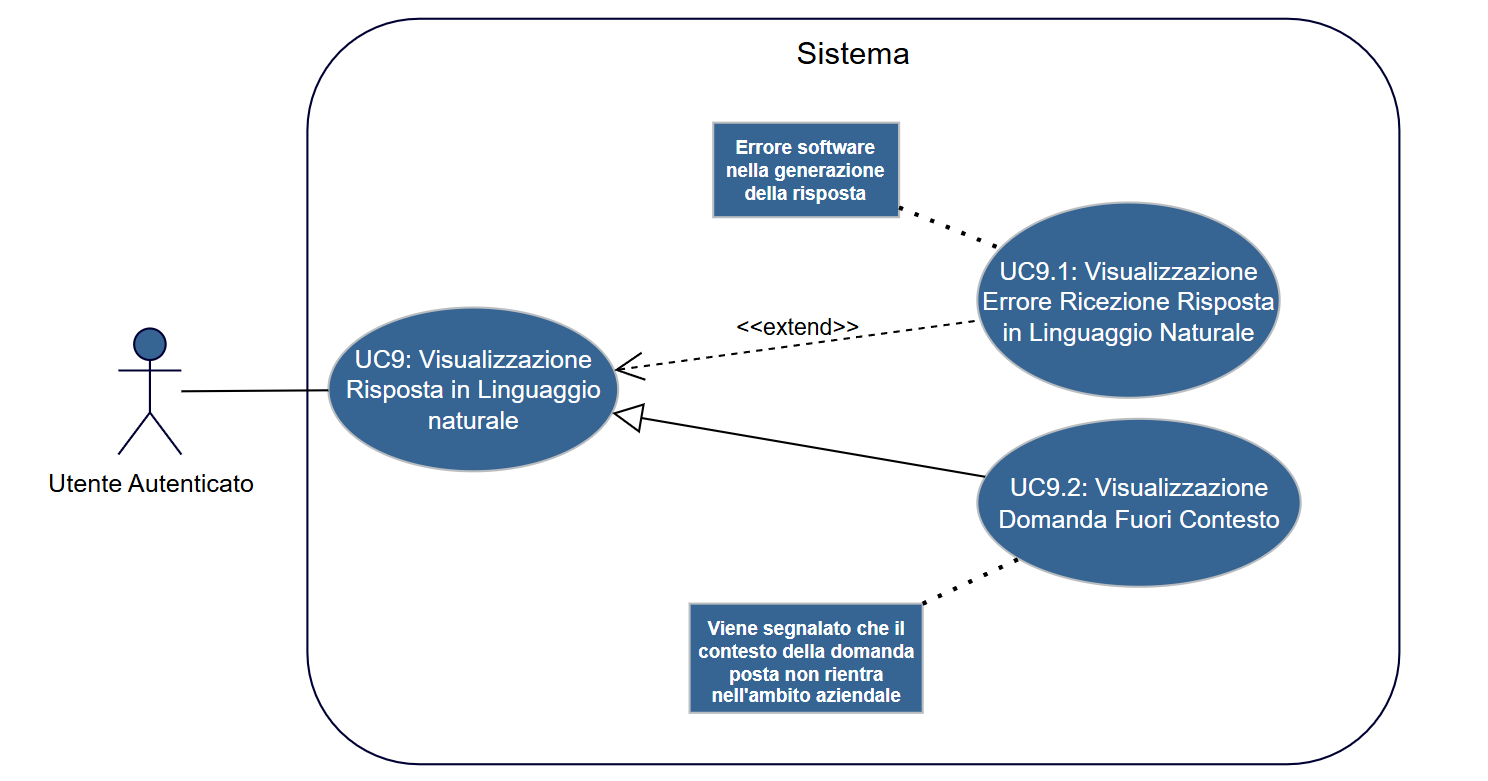 Sistema
Errore software
nella generazione
della risposta
UC9.1: Visualizzazione
Errore Ricezione Risposta
in Linguaggio Naturale
<<extend>>
UC9: Visualizzazione
Risposta in Linguaggio
naturale
Utente Autenticato
UC9.2: Visualizzazione
Domanda Fuori Contesto
Viene segnalato che il
contesto della domanda
posta non rientra
nell'ambito aziendale